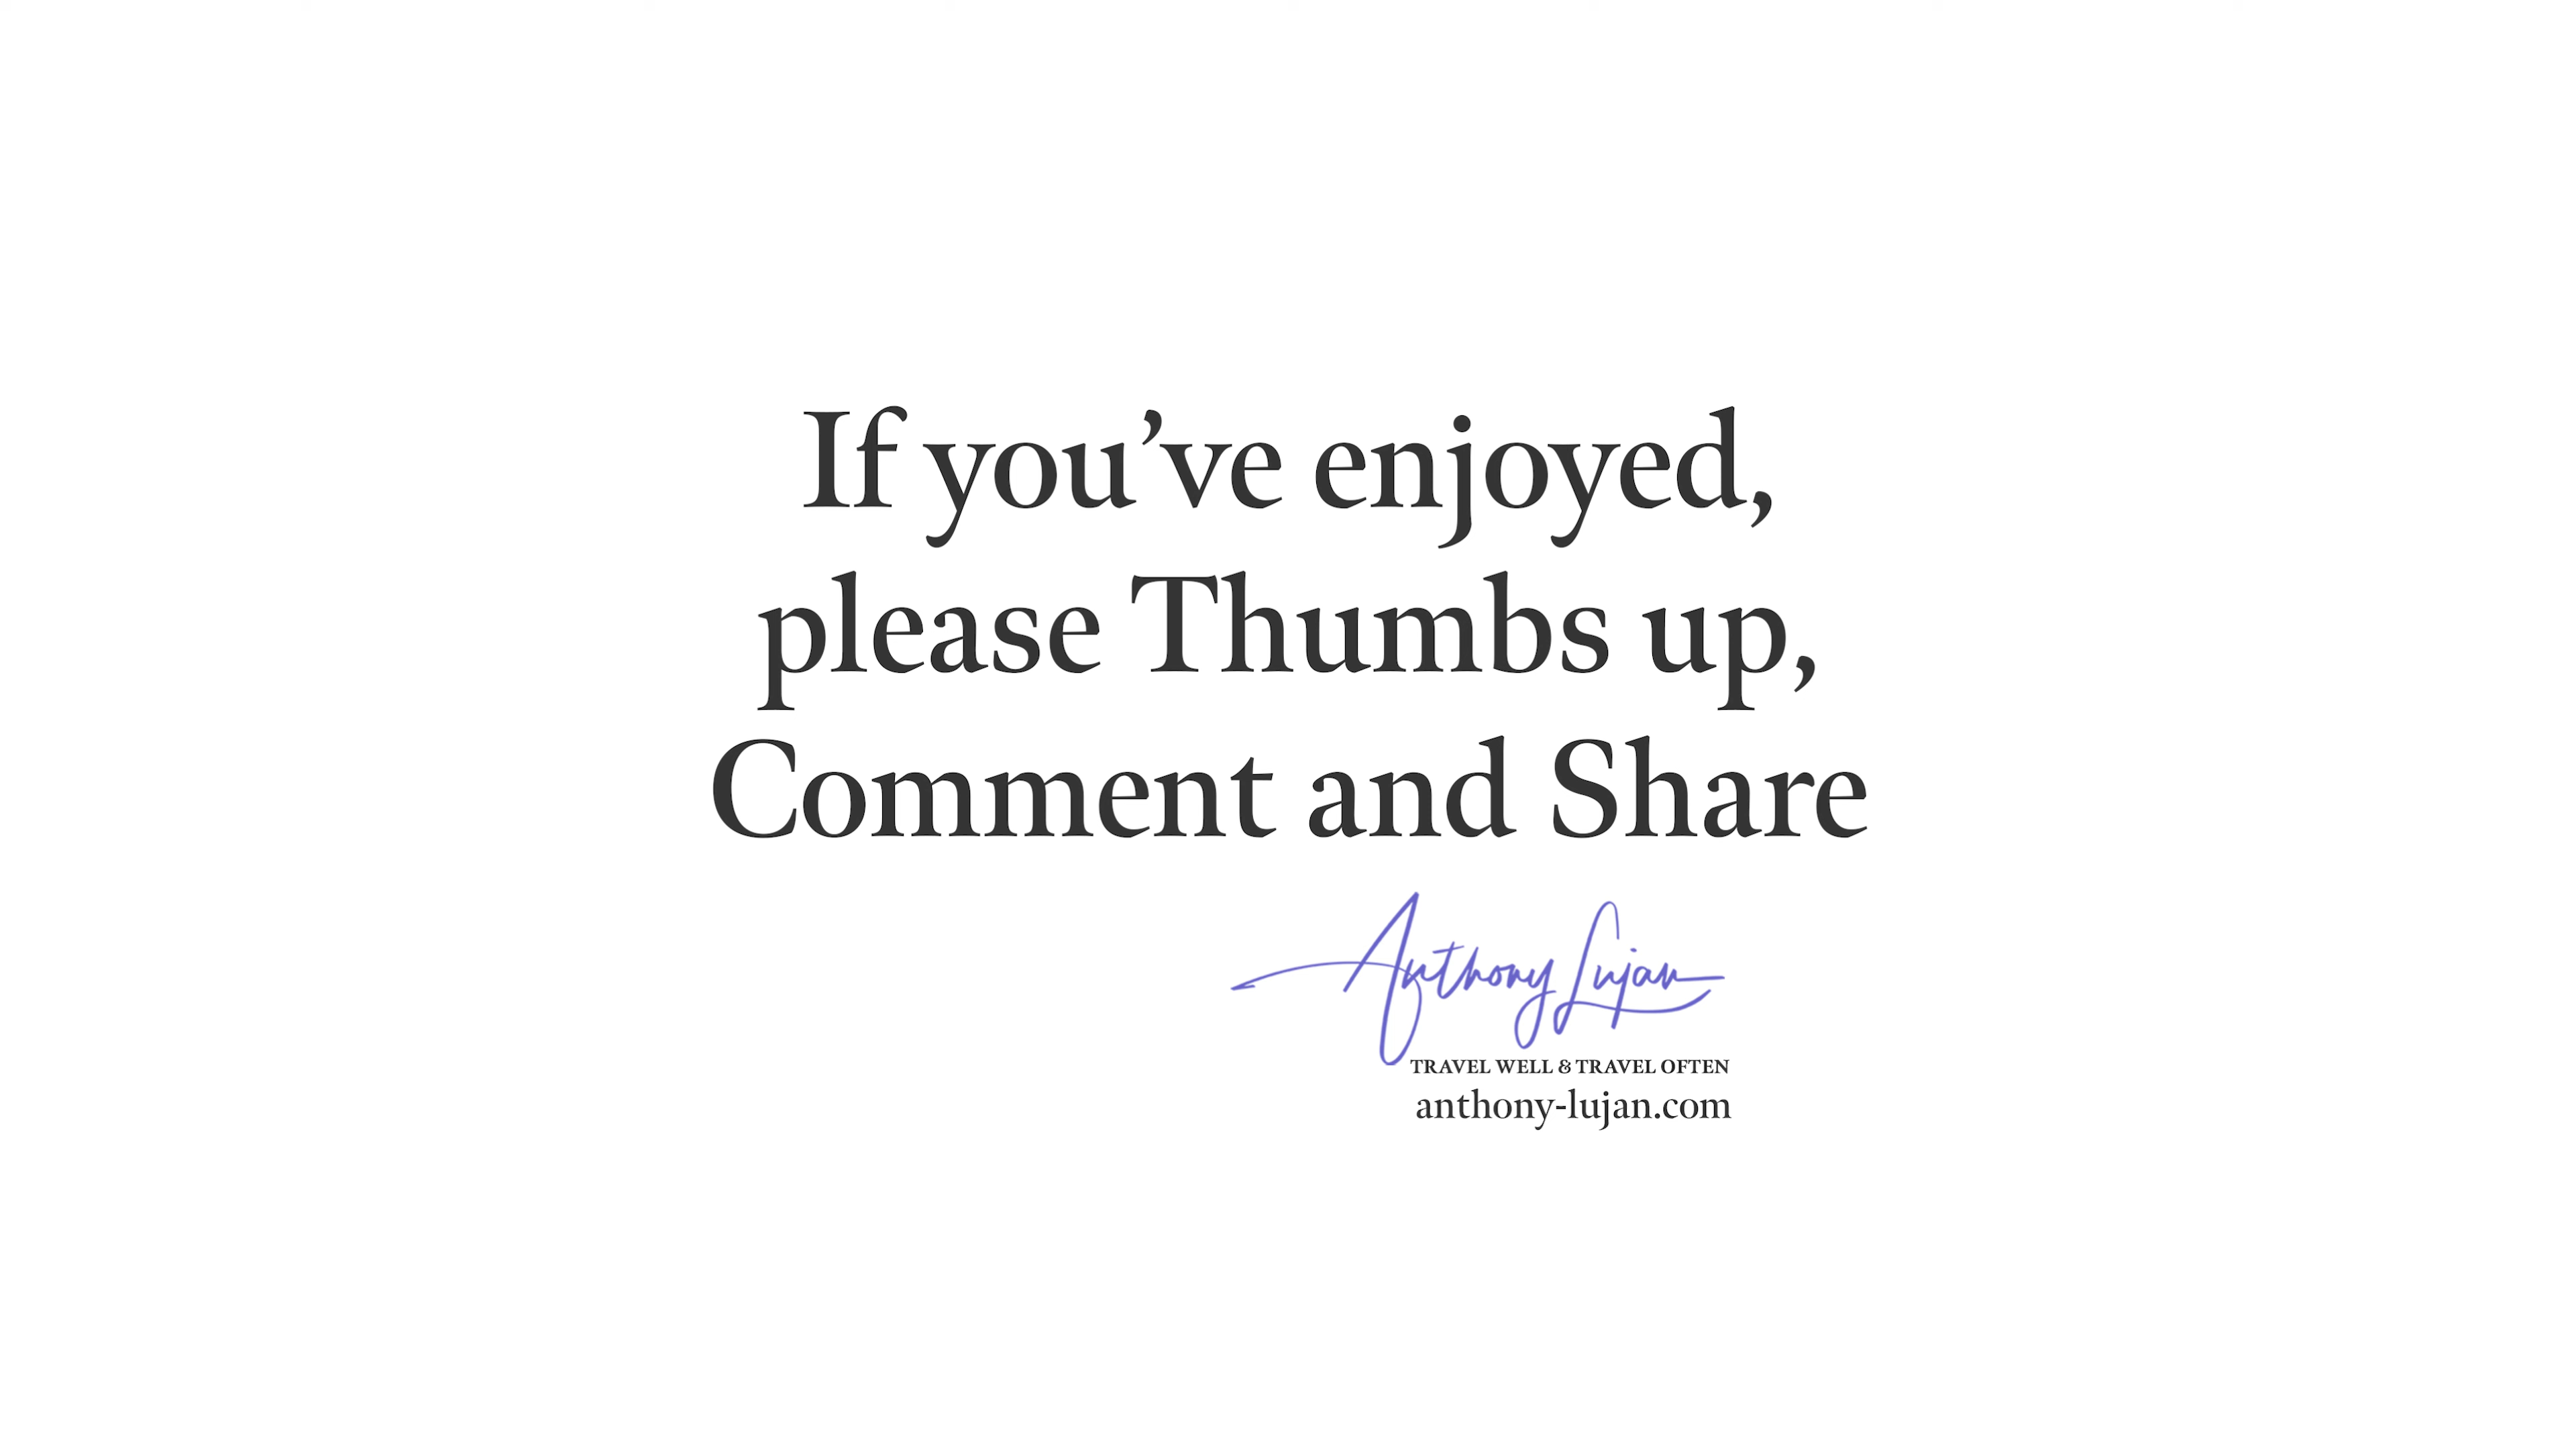 If you’ve enjoyed,
please Thumbs up,
Comment and Share
Anthony Lujan
TRAVEL WELL & TRAVEL OFTEN
anthony-lujan.com